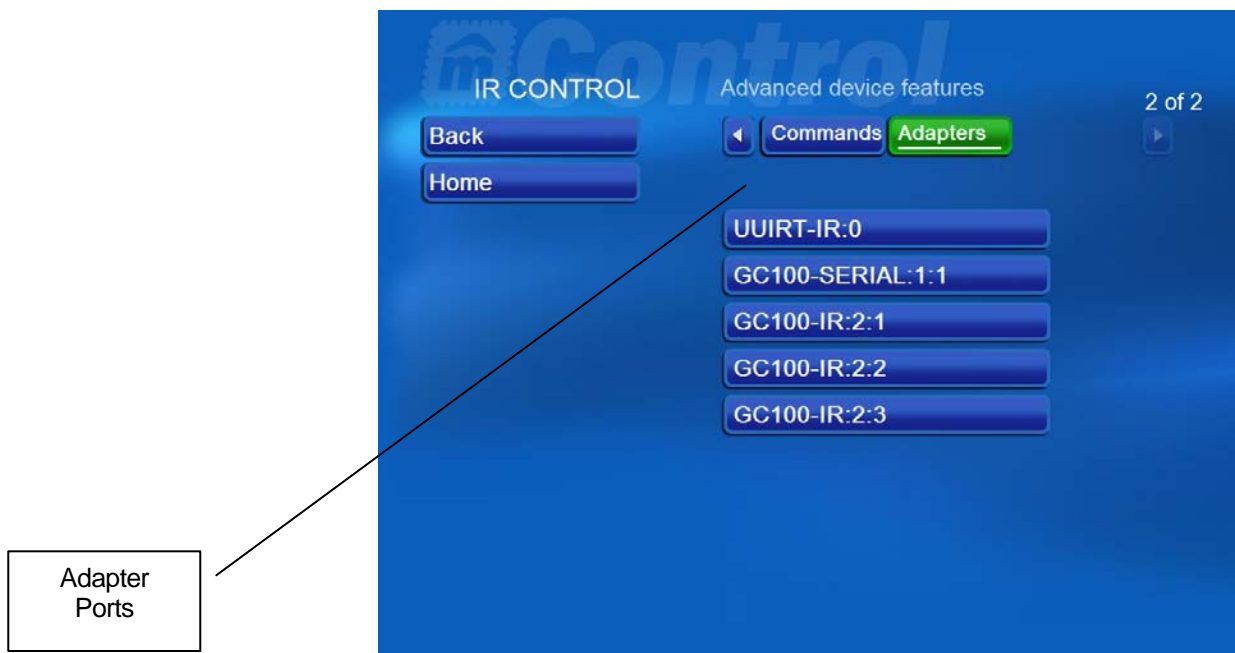 mControl
IR CONTROL
Advanced device features
2 of 2
Back
Commands
Adapters
Home
UUIRT-IR:0
GC100-SERIAL:1:1
GC100-IR:2:1
GC100-IR:2:2
GC100-IR:2:3
Adapter
Ports